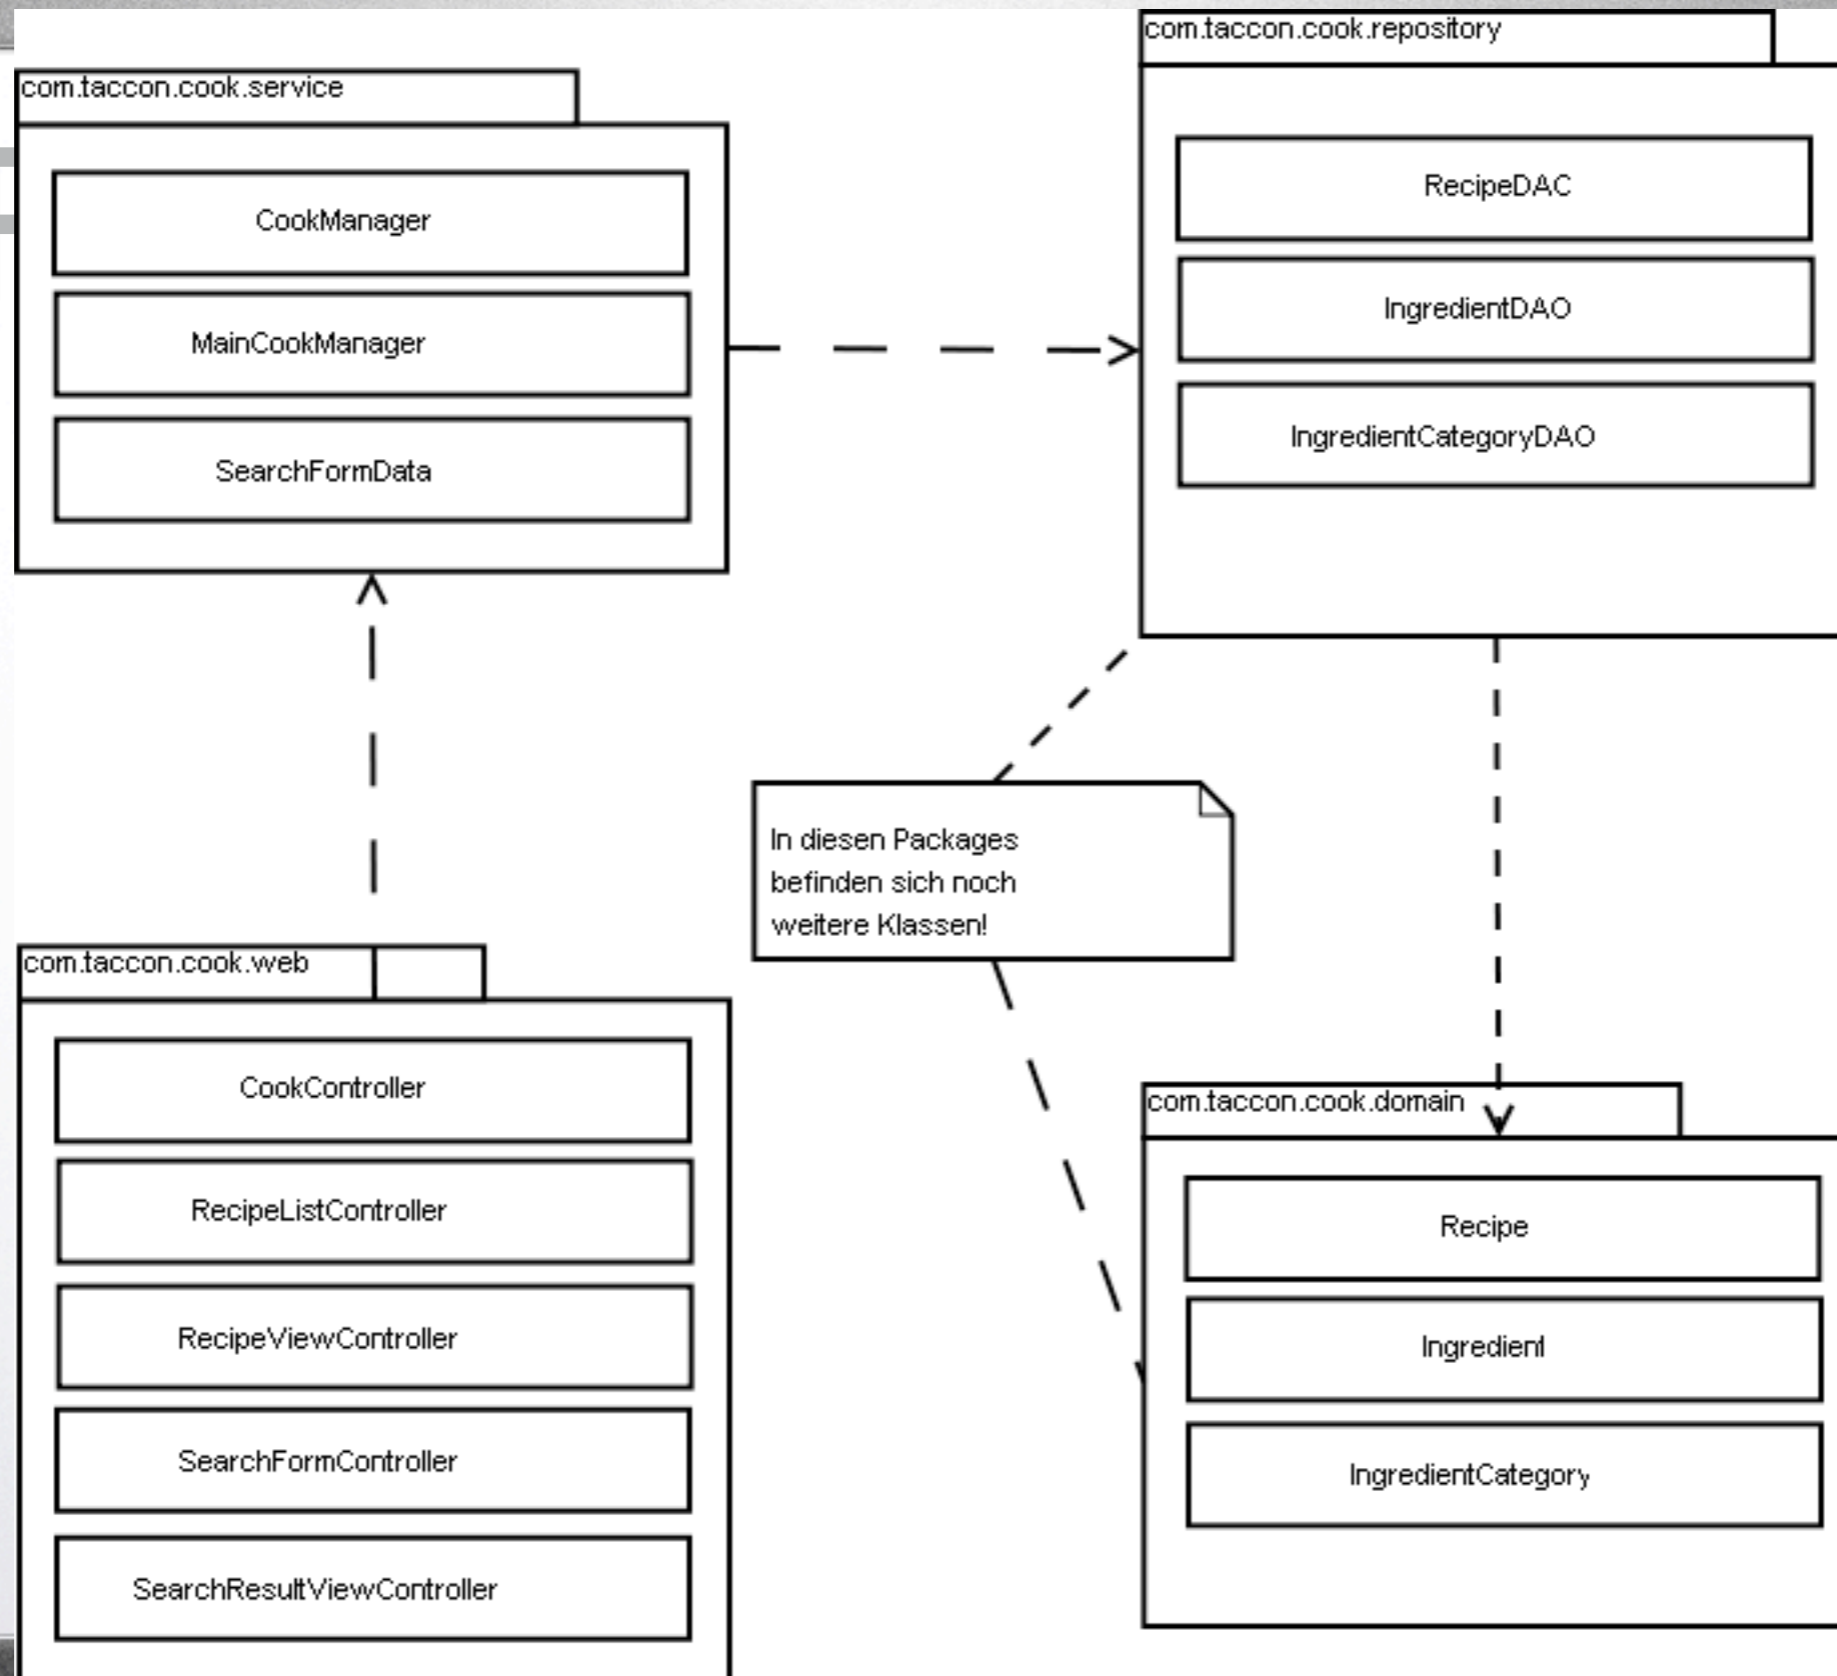 com.taccon.cook.repository
com.taccon.cook.service
RecipeDAC
CookManager
IngredientDAO
MainCookManager
IngredientCategoryDAO
SearchFormData
In diesen Packages
befinden sich noch
weitere Klassen!
com.taccon.cook.web
CookController
com.taccon.cook.domain
RecipeListController
Recipe
RecipeViewController
Ingredient
SearchFormController
IngredientCategory
SearchResultViewController